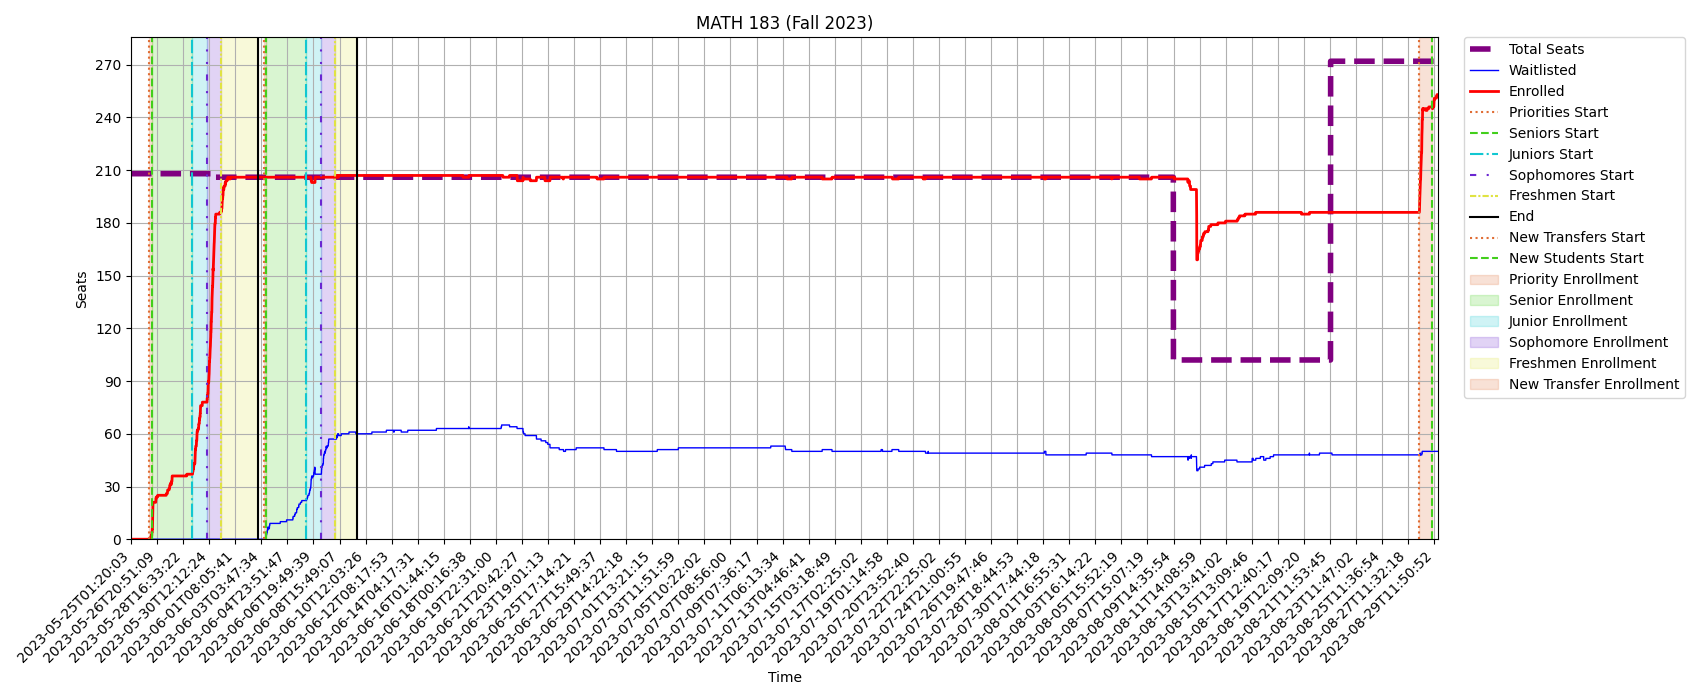 MATH 183 (Fall 2023)
Seats
270
240
210
180
150
120
90
60
30
0
2023-05-25T01:20:03
2023-05-26T20:51:09
2023-05-28T16:33:22
2023-05-30T12:12:24
2023-06-01T08:05:41
2023-06-03T03:47:34
2023-06-04T23:51:47
2023-06-06T19:49:39
2023-06-08T15:49:07
2023-06-10T12:03:26
2023-06-12T08:17:53
2023-06-14T04:17:31
2023-06-16T01:44:15
2023-06-18T00:16:38
2023-06-19T22:31:00
2023-06-21T20:42:27
2023-06-23T19:01:13
2023-06-25T17:14:21
2023-06-27T15:49:37
2023-06-29T14:22:18
2023-07-01T13:21:15
2023-07-03T11:51:59
2023-07-05T10:22:02
2023-07-07T08:56:00
2023-07-09T07:36:17
2023-07-11T06:13:34
2023-07-13T04:46:41
2023-07-15T03:18:49
2023-07-17T02:25:02
2023-07-19T01:14:58
2023-07-20T23:52:40
2023-07-22T22:25:02
2023-07-24T21:00:55
2023-07-26T19:47:46
2023-07-28T18:44:53
2023-07-30T17:44:18
2023-08-01T16:55:31
2023-08-03T16:14:22
2023-08-05T15:52:19
2023-08-07T15:07:19
2023-08-09T14:35:54
2023-08-11T14:08:59
2023-08-13T13:41:02
2023-08-15T13:09:46
2023-08-17T12:40:17
2023-08-19T12:09:20
2023-08-21T11:53:45
2023-08-23T11:47:02
2023-08-25T11:36:54
2023-08-27T11:32:18
2023-08-29T11:50:52
Time
Total Seats
Waitlisted
Enrolled
Priorities Start
Seniors Start
Juniors Start
Sophomores Start
Freshmen Start
End
New Transfers Start
New Students Start
Priority Enrollment
Senior Enrollment
Junior Enrollment
Sophomore Enrollment
Freshmen Enrollment
New Transfer Enrollment